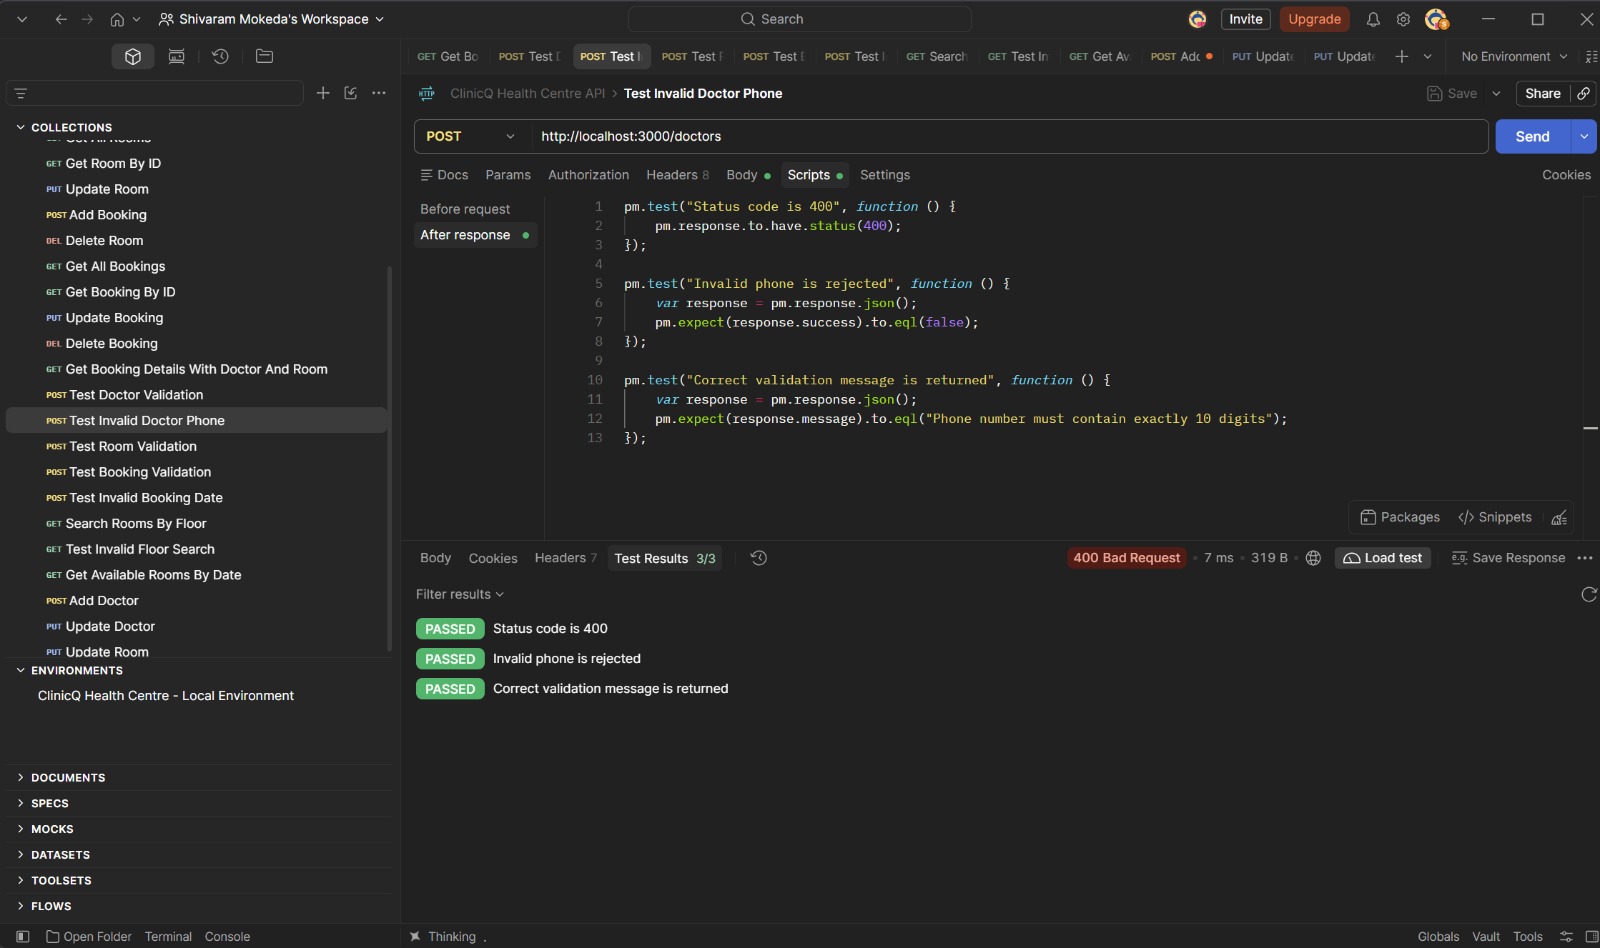 Shivaram Mokeda's Workspace
Search
Invite
Upgrade
GET Get Bo
POST Test
POST Test I
POST Test
POST Test
POST Test I
GET Search
GET Test In
GET Get Av
POST Add
PUT Update
PUT Update
No Environment
ClinicQ Health Centre API > Test Invalid Doctor Phone
Save
Share
COLLECTIONS
GET Get Room By ID
PUT Update Room
POST Add Booking
DEL Delete Room
GET Get All Bookings
GET Get Booking By ID
PUT Update Booking
DEL Delete Booking
GET Get Booking Details With Doctor And Room
POST Test Doctor Validation
POST Test Invalid Doctor Phone
POST Test Room Validation
POST Test Booking Validation
POST Test Invalid Booking Date
GET Search Rooms By Floor
GET Test Invalid Floor Search
GET Get Available Rooms By Date
POST Add Doctor
PUT Update Doctor
PUT Update Room
ENVIRONMENTS
ClinicQ Health Centre - Local Environment
DOCUMENTS
SPECS
MOCKS
DATASETS
TOOLSETS
FLOWS
POST
http://localhost:3000/doctors
Send
Docs
Params
Authorization
Headers 8
Body
Scripts
Settings
Cookies
Before request
After response
1 pm.test("Status code is 400", function () {
2 pm.response.to.have.status(400);
3 });
4
5 pm.test("Invalid phone is rejected", function () {
6 var response = pm.response.json();
7 pm.expect(response.success).to.eql(false);
8 });
9
10 pm.test("Correct validation message is returned", function () {
11 var response = pm.response.json();
12 pm.expect(response.message).to.eql("Phone number must contain exactly 10 digits");
13 });
Packages
</> Snippets
Body
Cookies
Headers 7
Test Results 3/3
400 Bad Request
7 ms
319 B
Load test
e.g. Save Response
Filter results
PASSED Status code is 400
PASSED Invalid phone is rejected
PASSED Correct validation message is returned
Open Folder
Terminal
Console
Thinking .
Globals
Vault
Tools